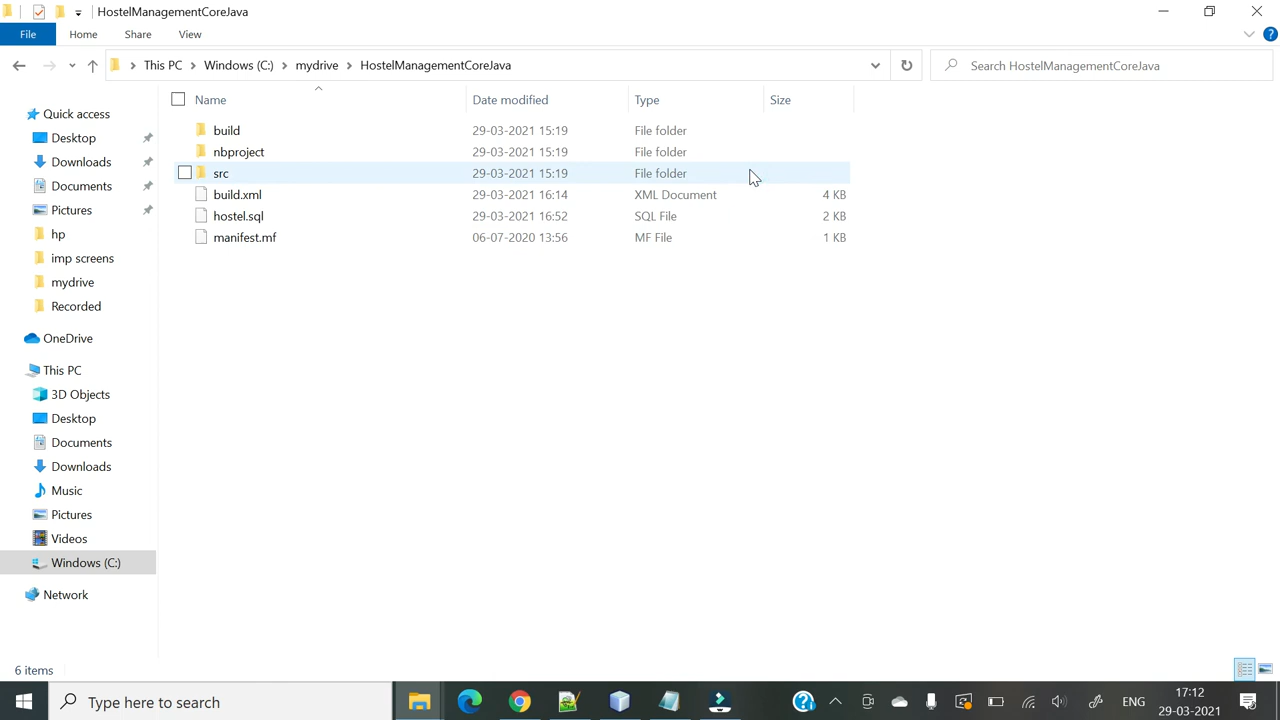 HostelManagementCoreJava
File Home Share View
This PC Windows (C:) mydrive HostelManagementCoreJava
Search HostelManagementCoreJava
Name Date modified Type Size
build 29-03-2021 15:19 File folder
nbproject 29-03-2021 15:19 File folder
src 29-03-2021 15:19 File folder
build.xml 29-03-2021 16:14 XML Document 4 KB
hostel.sql 29-03-2021 16:52 SQL File 2 KB
manifest.mf 06-07-2020 13:56 MF File 1 KB
Quick access
Desktop
Downloads
Documents
Pictures
hp
imp screens
mydrive
Recorded
OneDrive
This PC
3D Objects
Desktop
Documents
Downloads
Music
Pictures
Videos
Windows (C:)
Network
6 items
Type here to search
ENG
17:12
29-03-2021